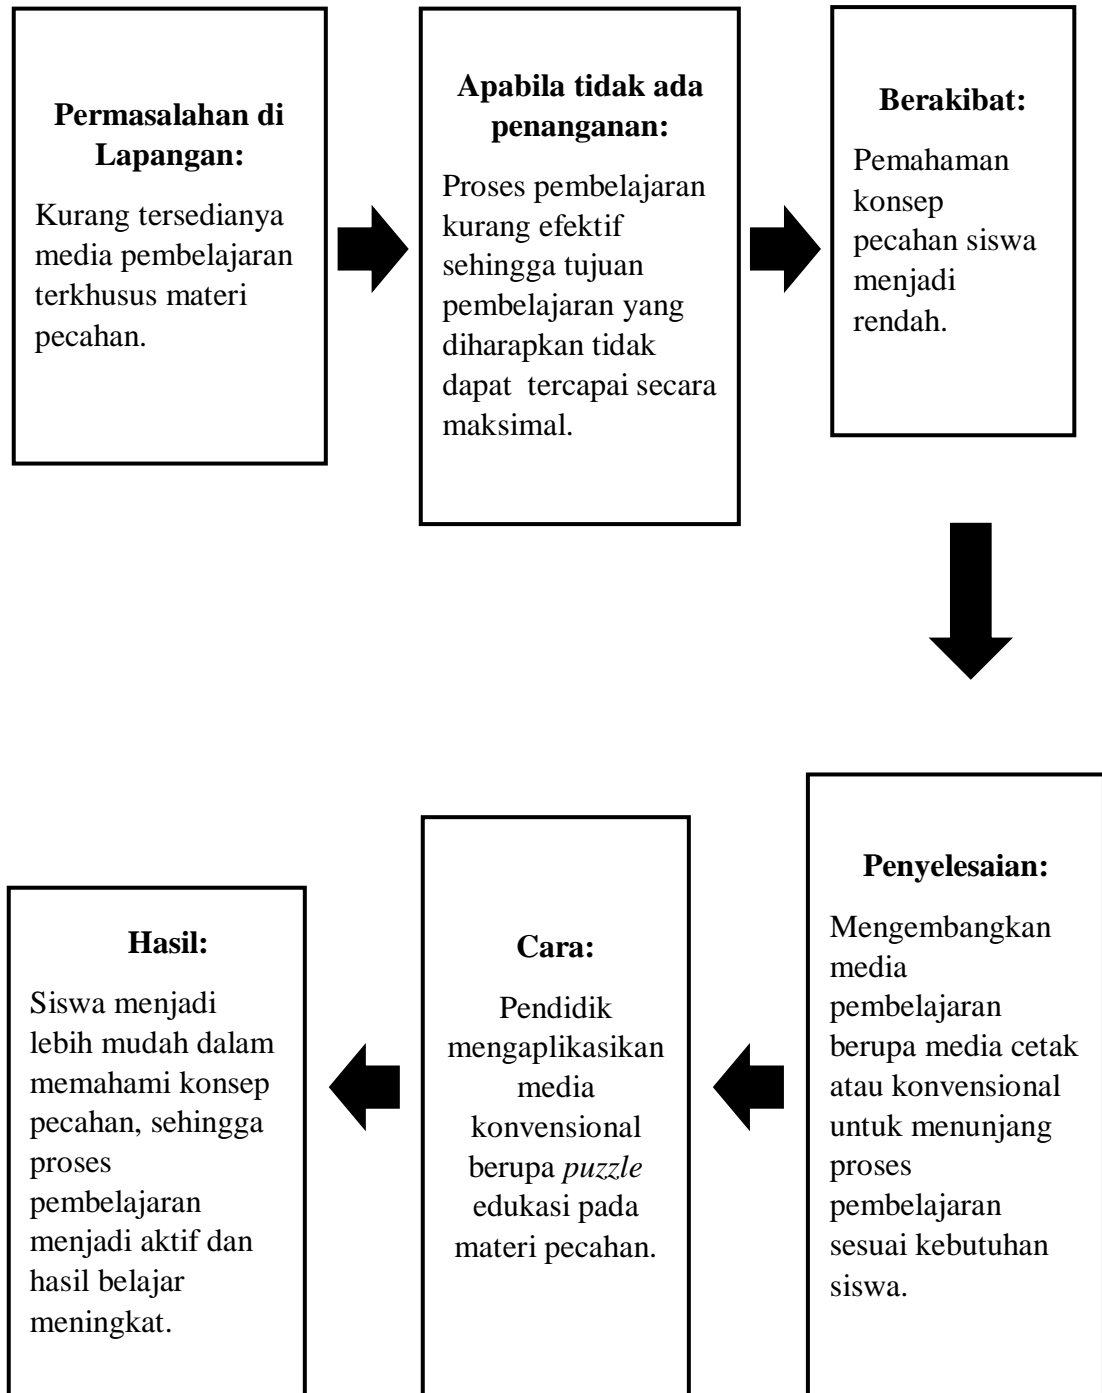 Permasalahan di
Lapangan:
Kurang tersedianya
media pembelajaran
terkhusus materi
pecahan.
Apabila tidak ada
penanganan:
Proses pembelajaran
kurang efektif
sehingga tujuan
pembelajaran yang
diharapkan tidak
dapat  tercapai secara
maksimal.
Berakibat:
Pemahaman
konsep
pecahan siswa
menjadi
rendah.
Penyelesaian:
Mengembangkan
media
pembelajaran
berupa media cetak
atau konvensional
untuk menunjang
proses
pembelajaran
sesuai kebutuhan
siswa.
Cara:
Pendidik
mengaplikasikan
media
konvensional
berupa puzzle
edukasi pada
materi pecahan.
Hasil:
Siswa menjadi
lebih mudah dalam
memahami konsep
pecahan, sehingga
proses
pembelajaran
menjadi aktif dan
hasil belajar
meningkat.